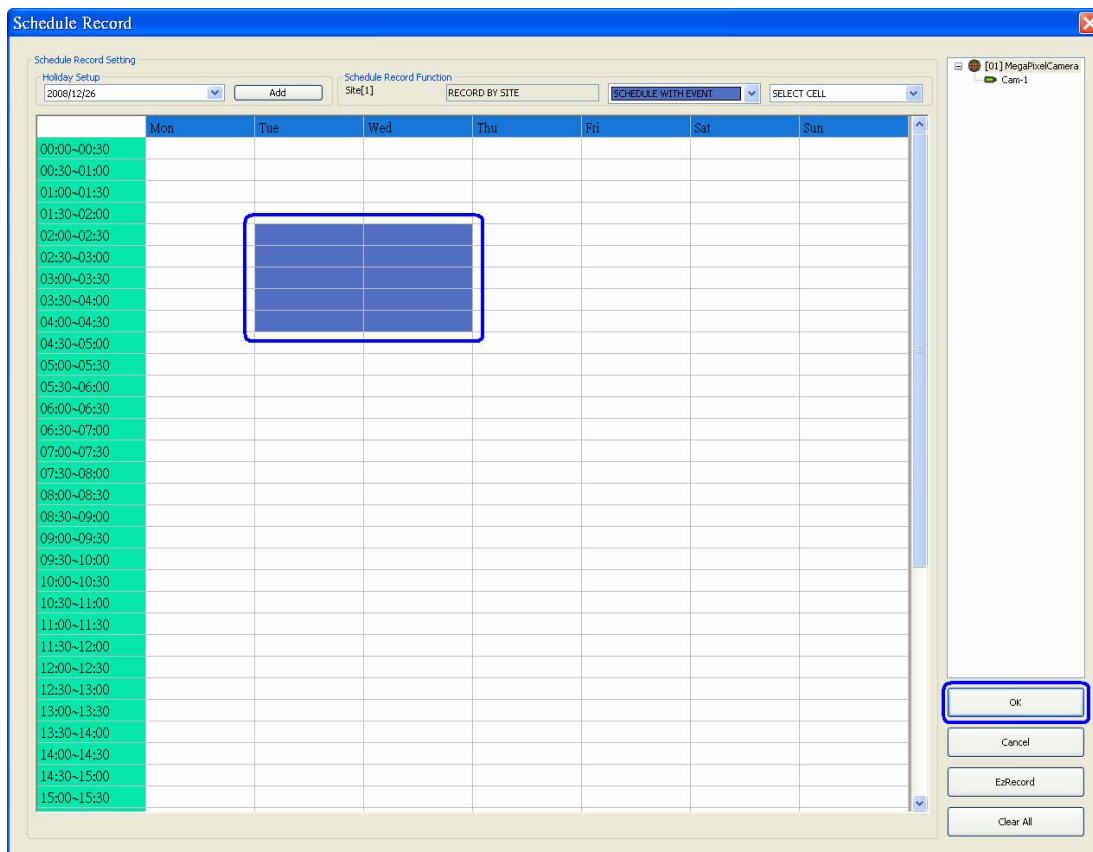 Schedule Record
Schedule Record Setting
Holiday Setup
2008/12/26
Add
Schedule Record Function
Site[1]
RECORD BY SITE
SCHEDULE WITH EVENT
SELECT CELL
[01] MegaPixelCamera
Cam-1
Mon Tue Wed Thu Fri Sat Sun
00:00~00:30
00:30~01:00
01:00~01:30
01:30~02:00
02:00~02:30
02:30~03:00
03:00~03:30
03:30~04:00
04:00~04:30
04:30~05:00
05:00~05:30
05:30~06:00
06:00~06:30
06:30~07:00
07:00~07:30
07:30~08:00
08:00~08:30
08:30~09:00
09:00~09:30
09:30~10:00
10:00~10:30
10:30~11:00
11:00~11:30
11:30~12:00
12:00~12:30
12:30~13:00
13:00~13:30
13:30~14:00
14:00~14:30
14:30~15:00
15:00~15:30
OK
Cancel
EzRecord
Clear All